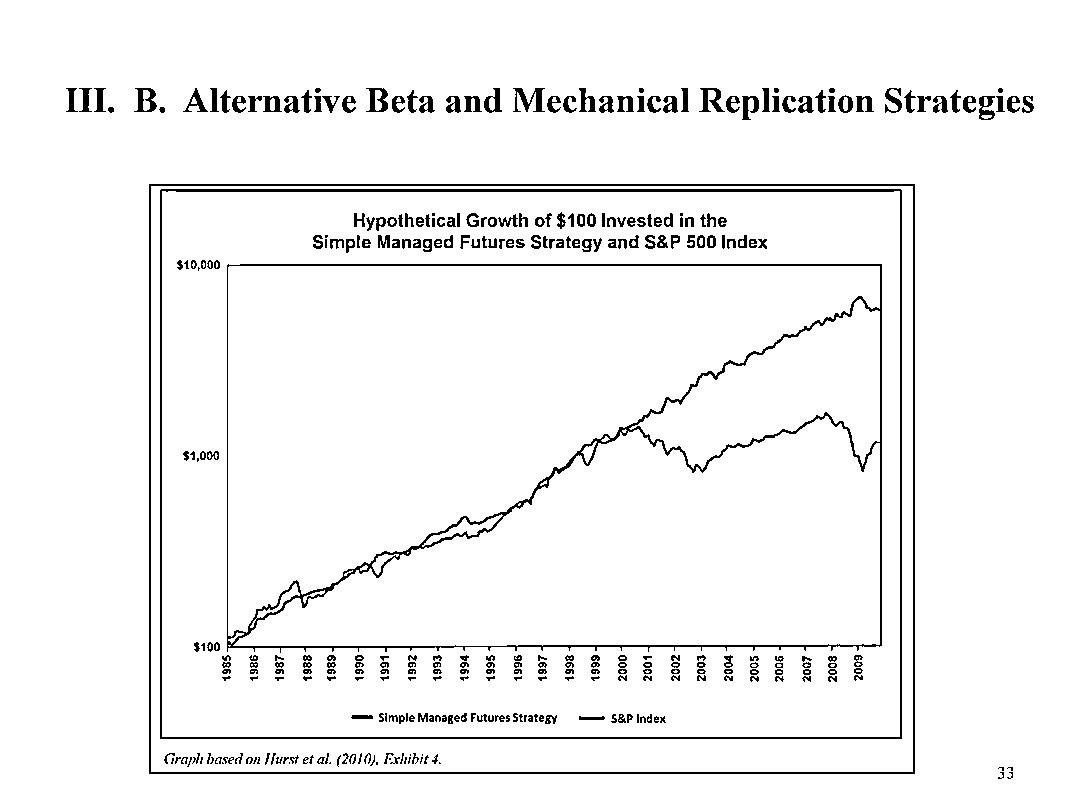 III. B. Alternative Beta and Mechanical Replication Strategies
Hypothetical Growth of $100 Invested in the
Simple Managed Futures Strategy and S&P 500 Index
$10,000
$1,000
$100
1985 1986 1987 1988 1989 1990 1991 1992 1993 1994 1995 1996 1997 1998 1999 2000 2001 2002 2003 2004 2005 2006 2007 2008 2009
Simple Managed Futures Strategy S&P Index
Graph based on Hurst et al. (2010), Exhibit 4.
33